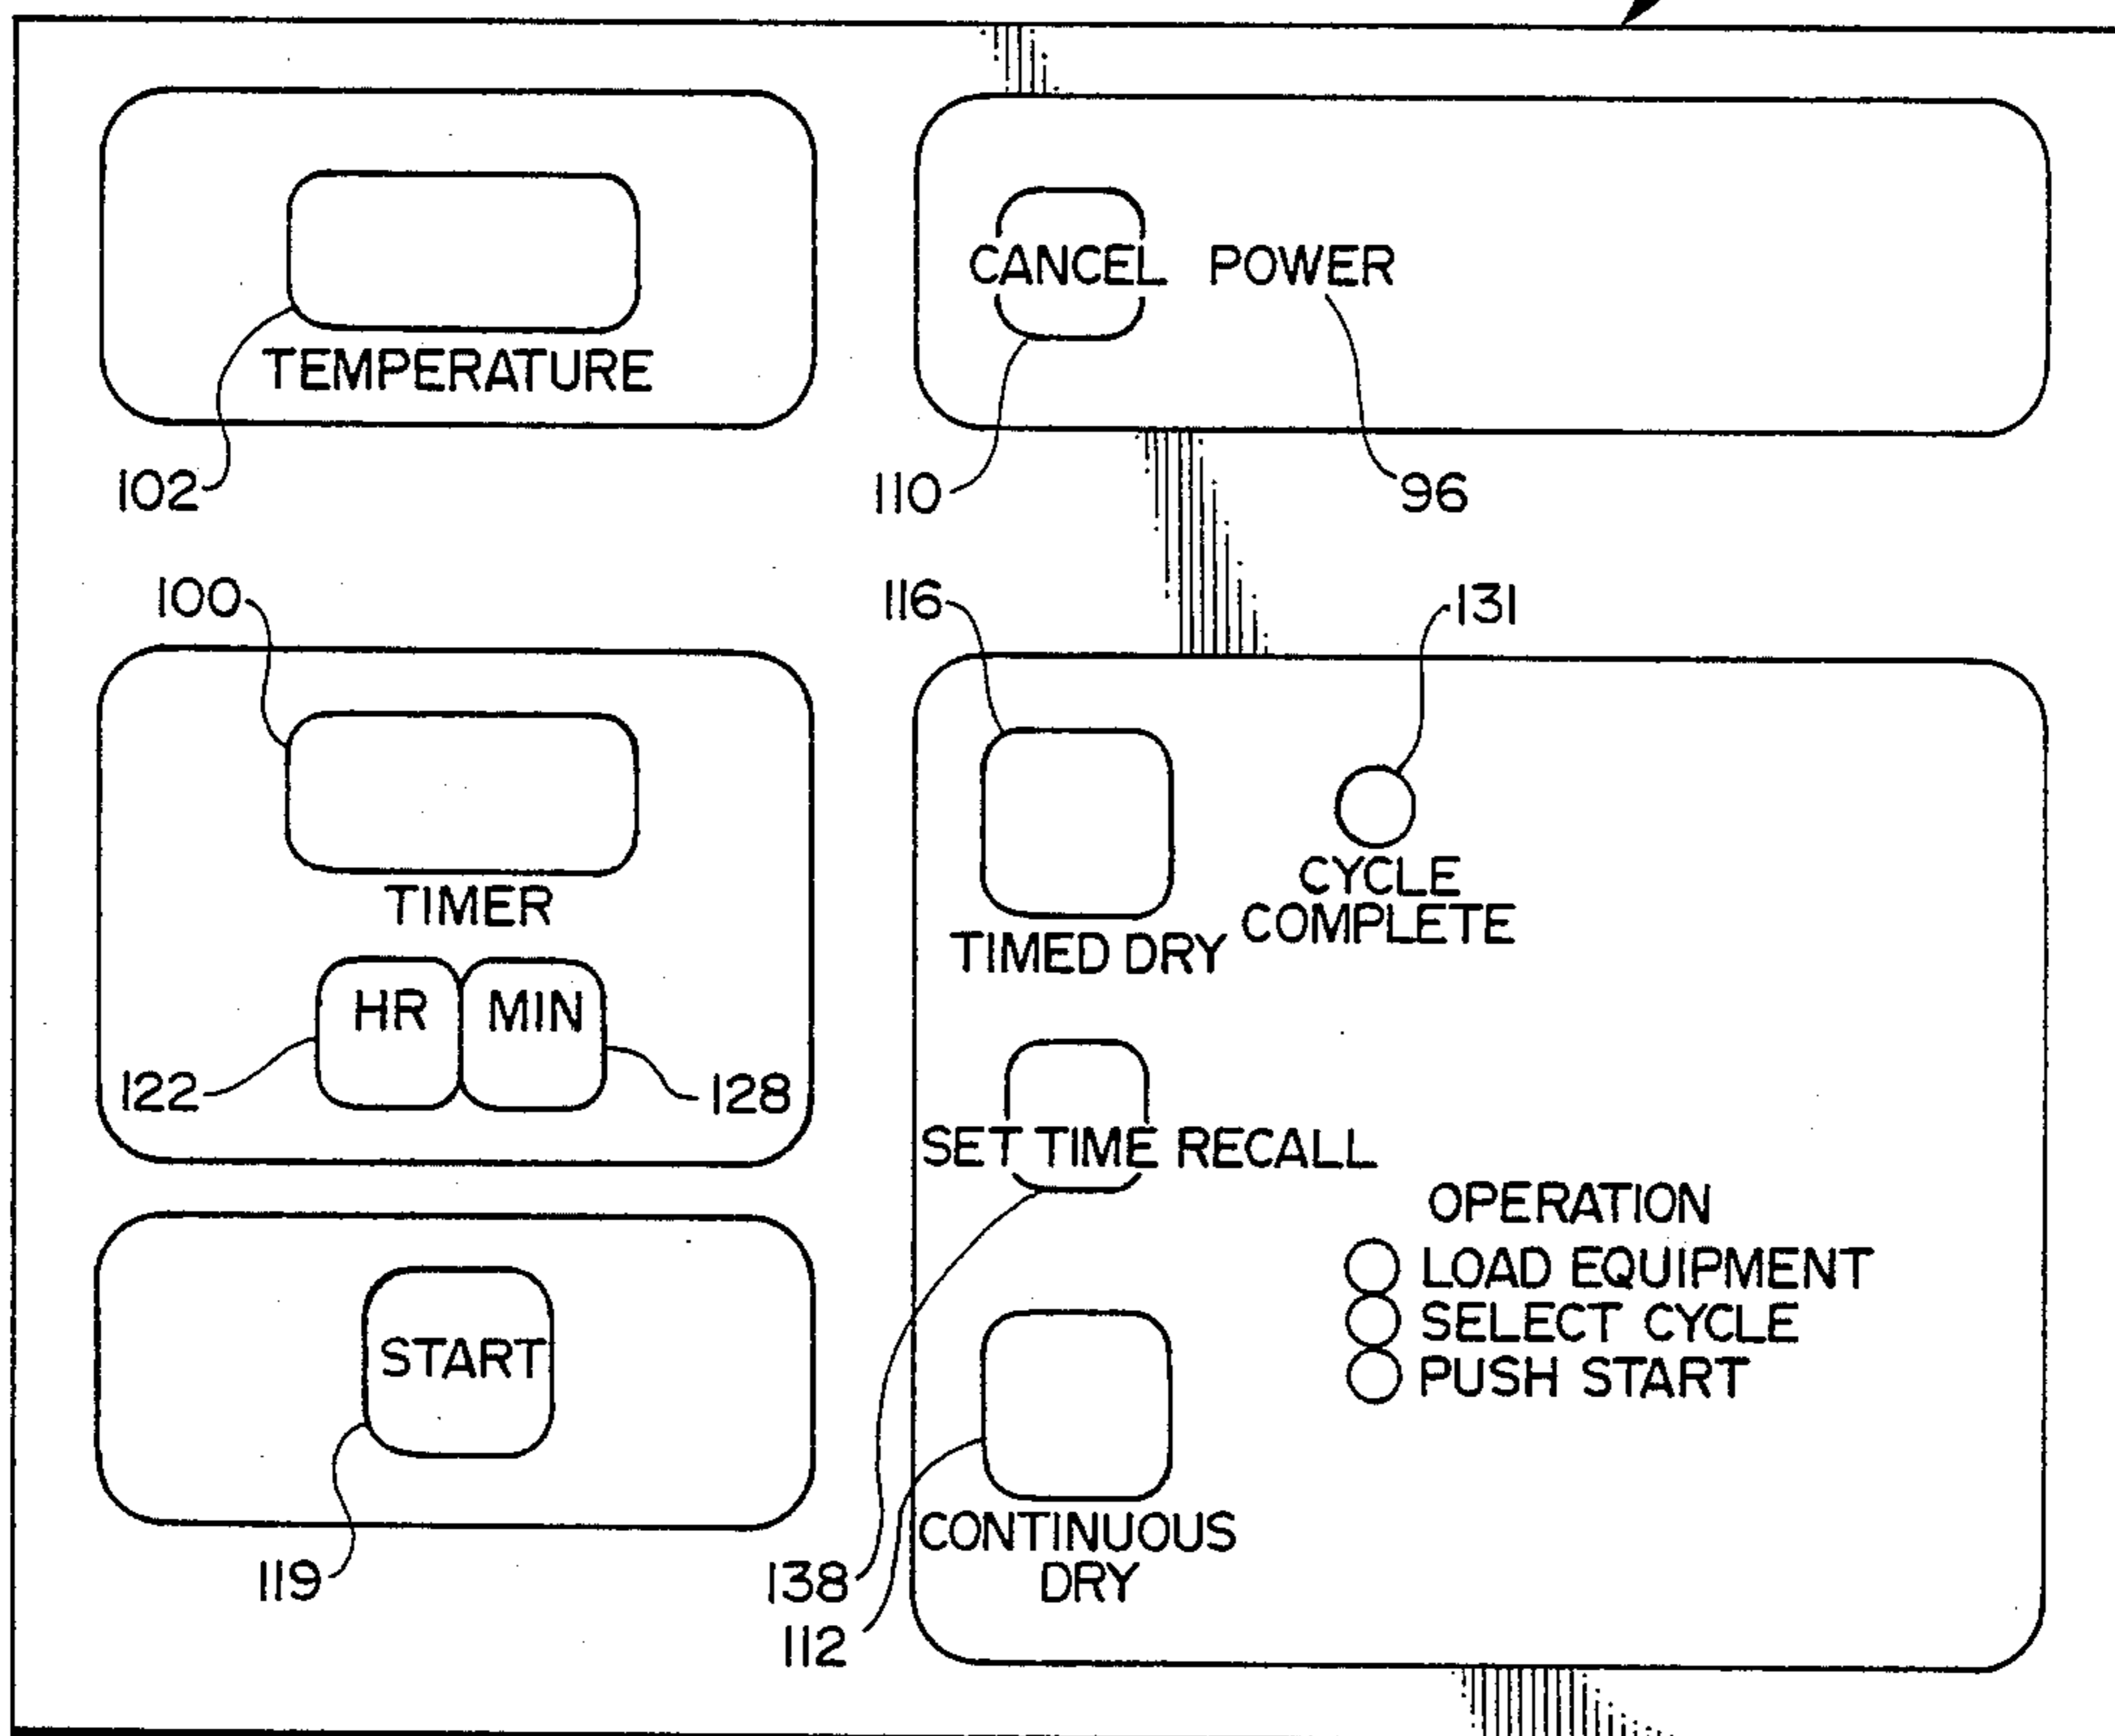 TEMPERATURE
102
CANCEL POWER
110
96
100
TIMER
HR MIN
122
128
START
119
116
131
TIMED DRY
CYCLE
COMPLETE
SET TIME RECALL
138
OPERATION
LOAD EQUIPMENT
SELECT CYCLE
PUSH START
CONTINUOUS
DRY
112